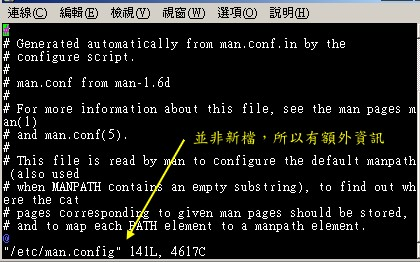 連線(C) 編輯(E) 檢視(V) 視窗(W) 選項(O) 說明(H)
#
# Generated automatically from man.conf.in by the
# configure script.
#
# man.conf from man-1.6d
#
# For more information about this file, see the man pages m
an(1)
# and man.conf(5).
並非新檔，所以有額外資訊
#
# This file is read by man to configure the default manpath
 (also used
# when MANPATH contains an empty substring), to find out wh
ere the cat
# pages corresponding to given man pages should be stored,
# and to map each PATH element to a manpath element.
@
"/etc/man.config" 141L, 4617C